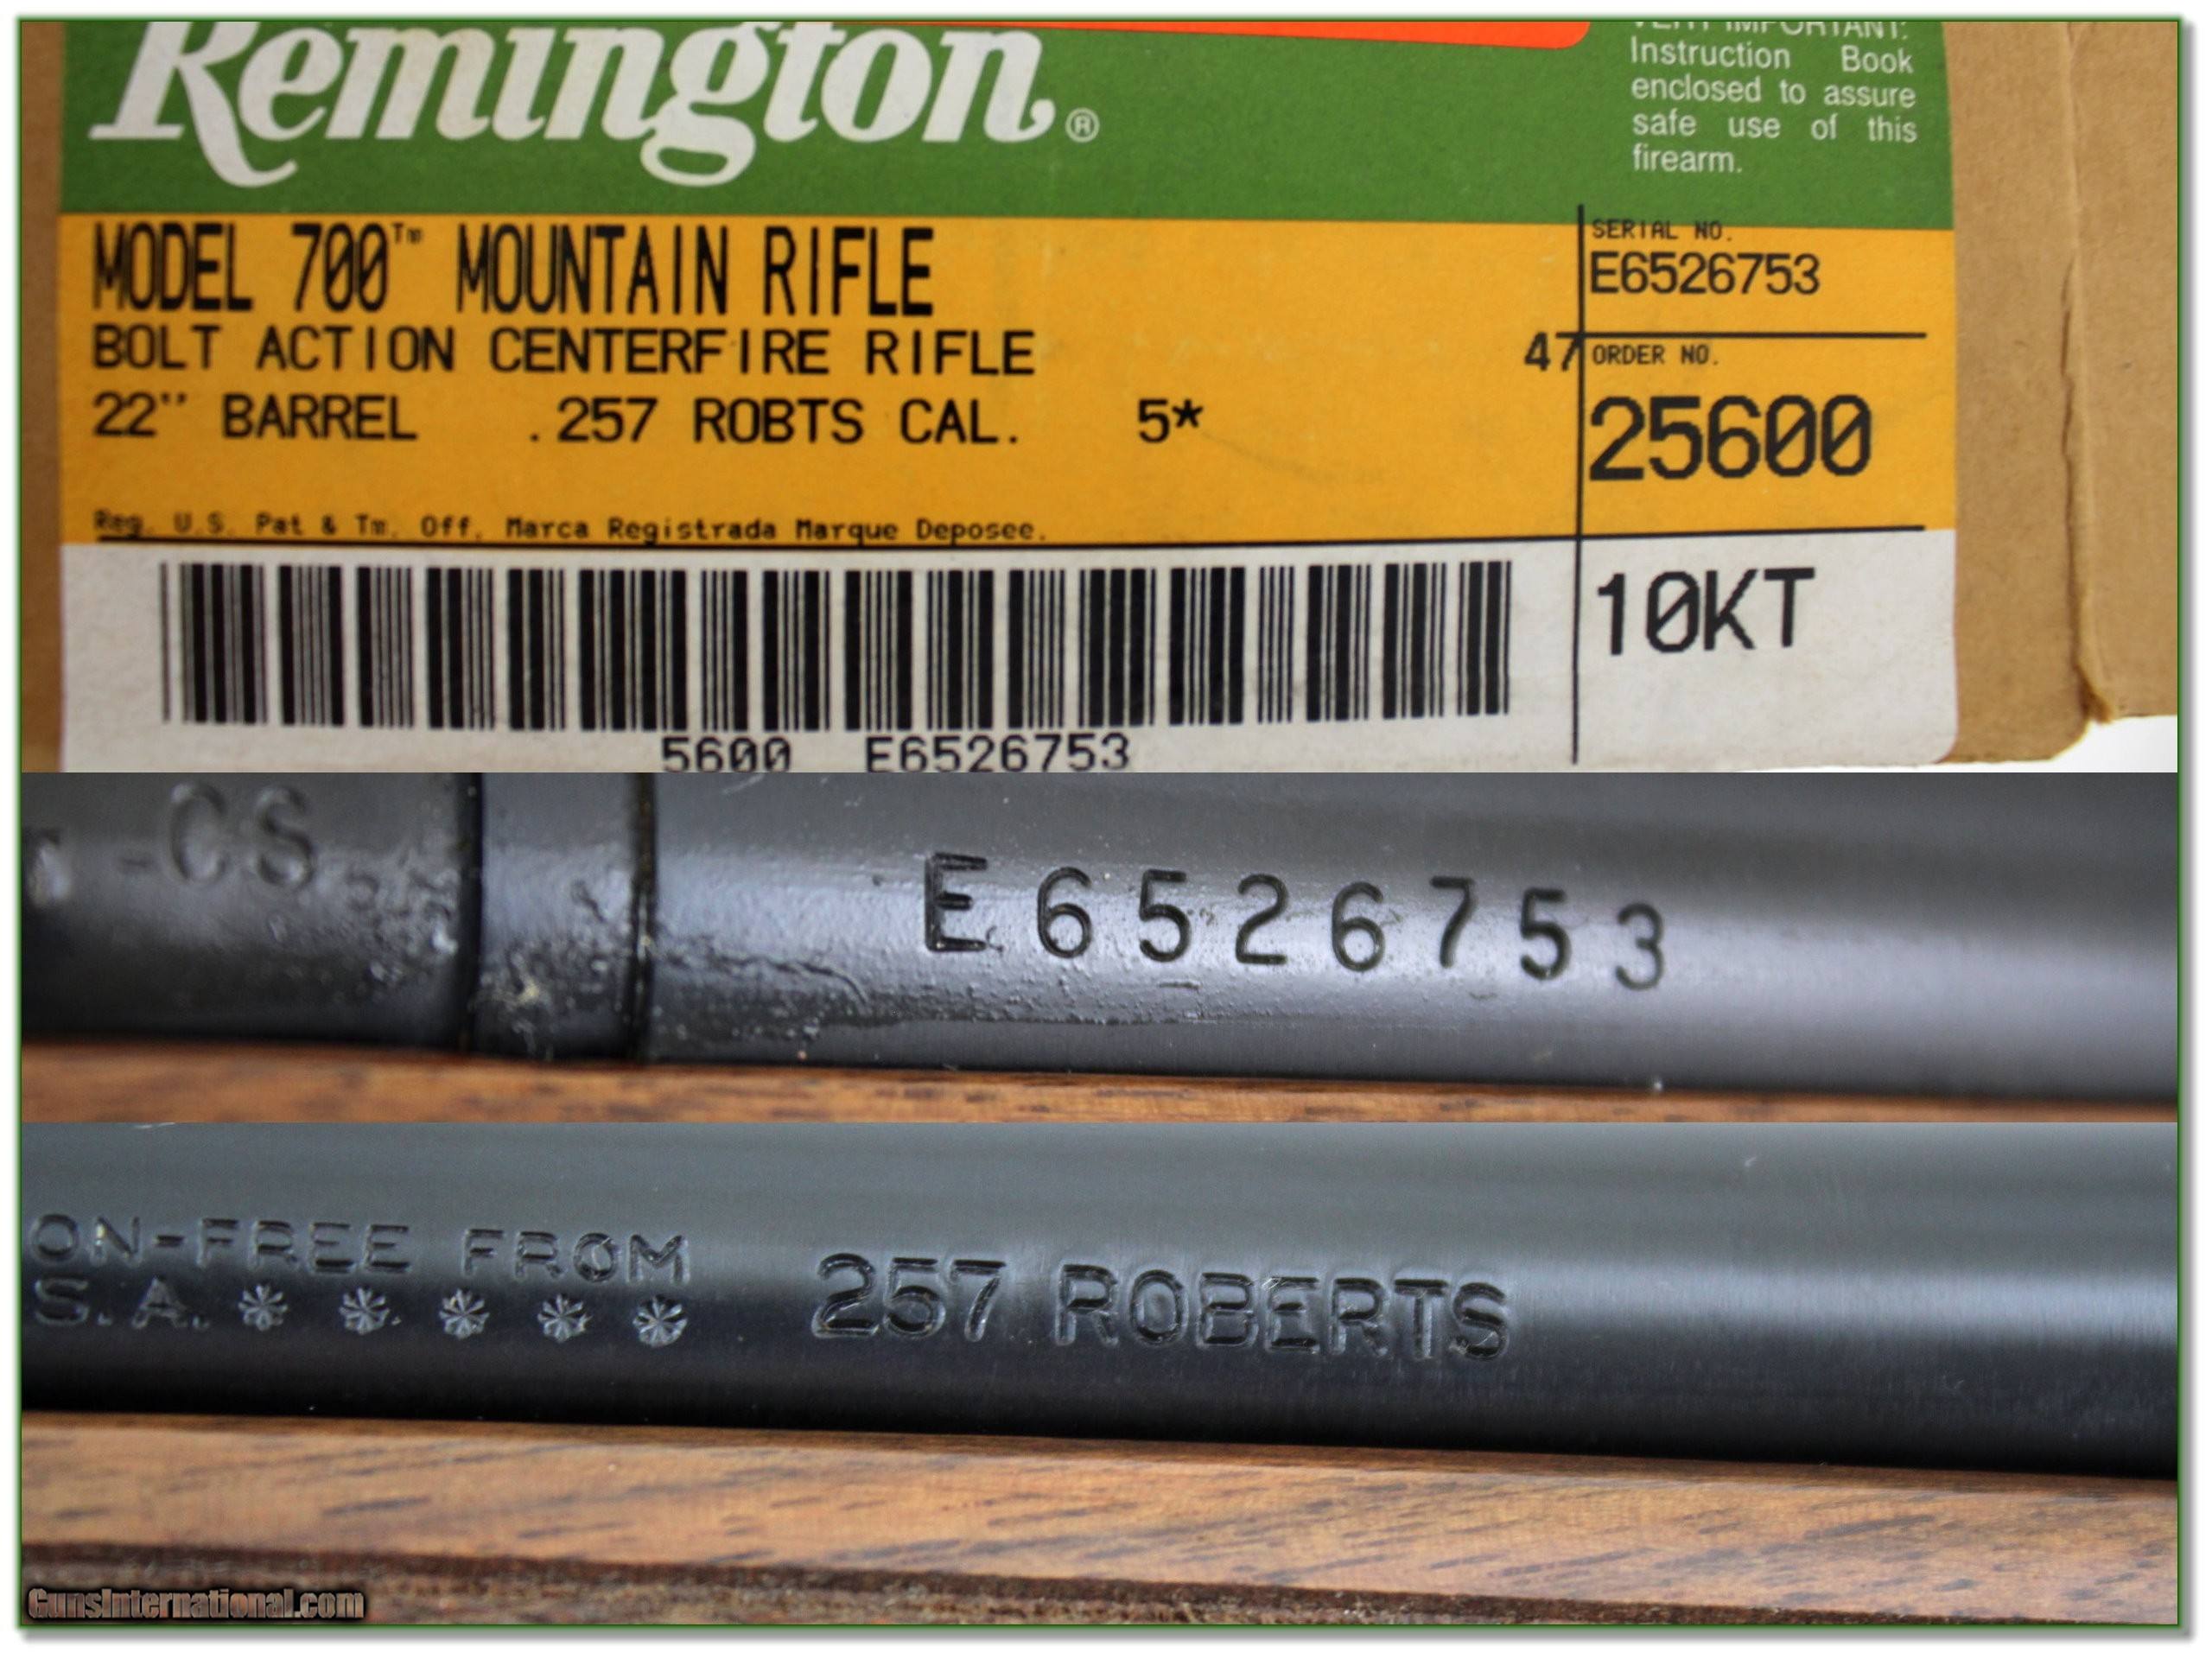 Remington®
VERY IMPORTANT:
Instruction Book
enclosed to assure
safe use of this
firearm.
MODEL 700™ MOUNTAIN RIFLE
BOLT ACTION CENTERFIRE RIFLE
22" BARREL .257 ROBTS CAL. 5*
Reg. U.S. Pat & Tm. Off. Marca Registrada Marque Deposee.
SERIAL NO.
E6526753
47
ORDER NO.
25600
10KT
5600 E6526753
-CS
E6526753
ON-FREE FROM
S.A. * * * * *
257 ROBERTS
GunsInternational.com